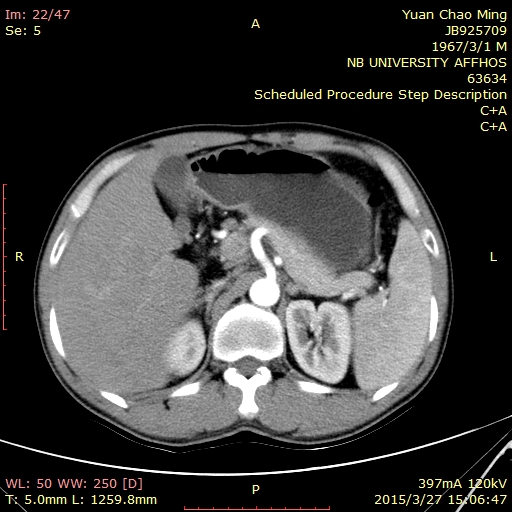 Im: 22/47
Se: 5
A
Yuan Chao Ming
JB925709
1967/3/1 M
NB UNIVERSITY AFFHOS
63634
Scheduled Procedure Step Description
C+A
C+A
R
L
WL: 50 WW: 250 [D]
T: 5.0mm L: 1259.8mm
P
397mA 120kV
2015/3/27 15:06:47